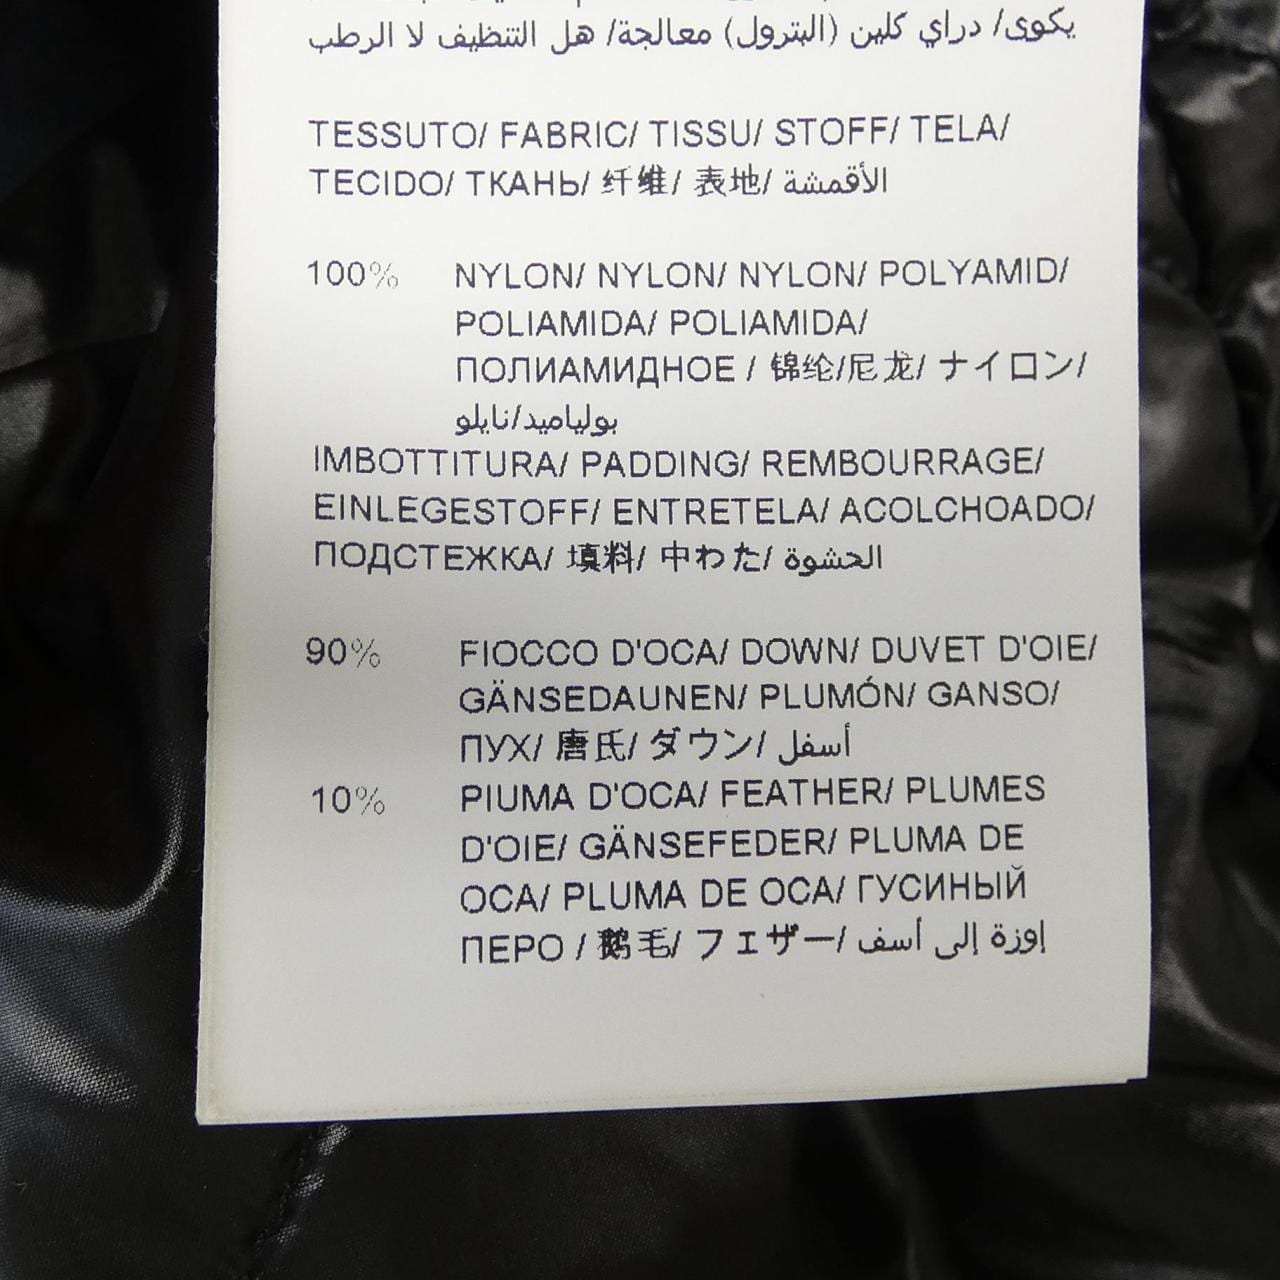 يكوى/ دراي كلين (البترول) معالجة/ هل التنظيف لا الرطب
TESSUTO/ FABRIC/ TISSU/ STOFF/ TELA/
TECIDO/ ТКАНЬ/ 纤维/ 表地/ الأقمشة
100% NYLON/ NYLON/ NYLON/ POLYAMID/
POLIAMIDA/ POLIAMIDA/
ПОЛИАМИДНОЕ / 锦纶/尼龙/ ナイロン/
بولياميد/نايلو
IMBOTTITURA/ PADDING/ REMBOURRAGE/
EINLEGESTOFF/ ENTRETELA/ ACOLCHOADO/
ПОДСТЕЖКА/ 填料/ 中わた/ الحشوة
90% FIOCCO D'OCA/ DOWN/ DUVET D'OIE/
GÄNSEDAUNEN/ PLUMÓN/ GANSO/
ПУХ/ 唐氏/ ダウン/ أسفل
10% PIUMA D'OCA/ FEATHER/ PLUMES
D'OIE/ GÄNSEFEDER/ PLUMA DE
OCA/ PLUMA DE OCA/ ГУСИНЫЙ
ПЕРО / 鹅毛/ フェザー/ إوزة إلى أسف